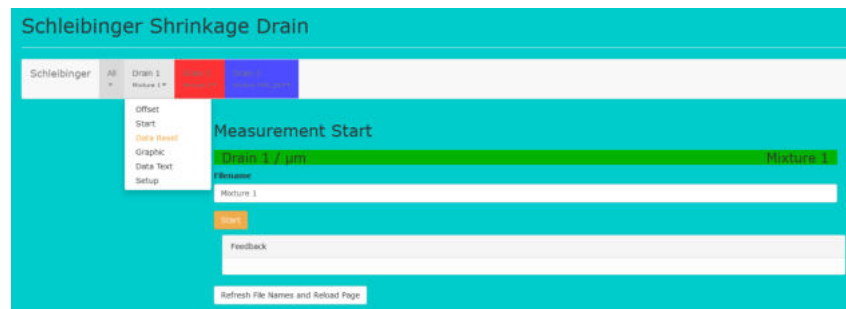 Schleibinger Shrinkage Drain
Schleibinger All Drain 1
Mixture 1
Offset
Start
Data Reset
Graphic
Data Text
Setup
Measurement Start
Drain 1 / µm Mixture 1
Filename
Mixture 1
Start
Feedback
Refresh File Names and Reload Page